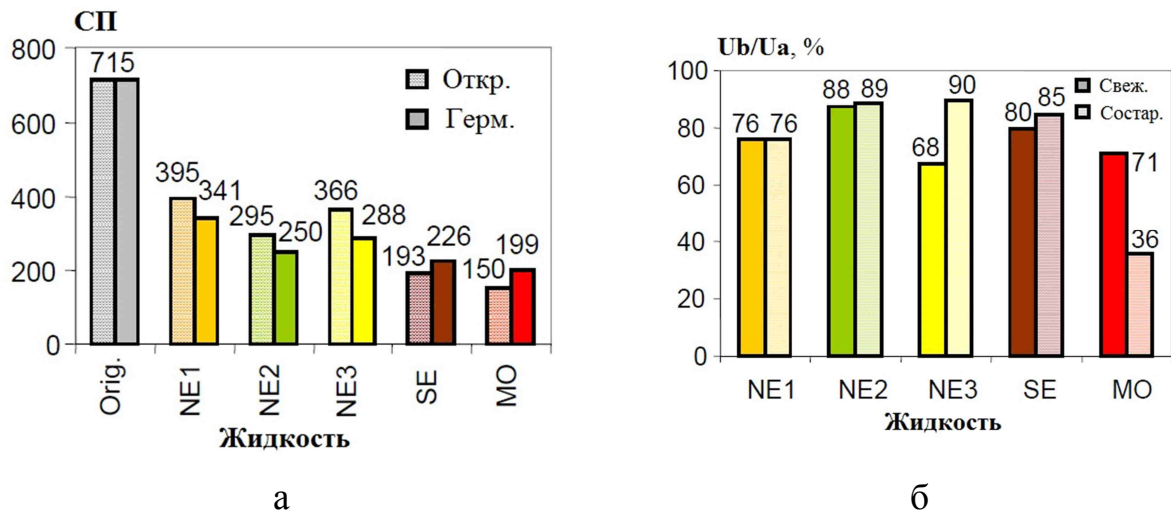 СП
800
600
400
200
0
715
395
341
295
250
366
288
193
226
150
199
Откр.
Герм.
Orig.
NE1
NE2
NE3
SE
MO
Жидкость
а
Ub/Ua, %
100
80
60
40
20
0
76
76
88
89
68
90
80
85
71
36
Свеж.
Состар.
NE1
NE2
NE3
SE
MO
Жидкость
б